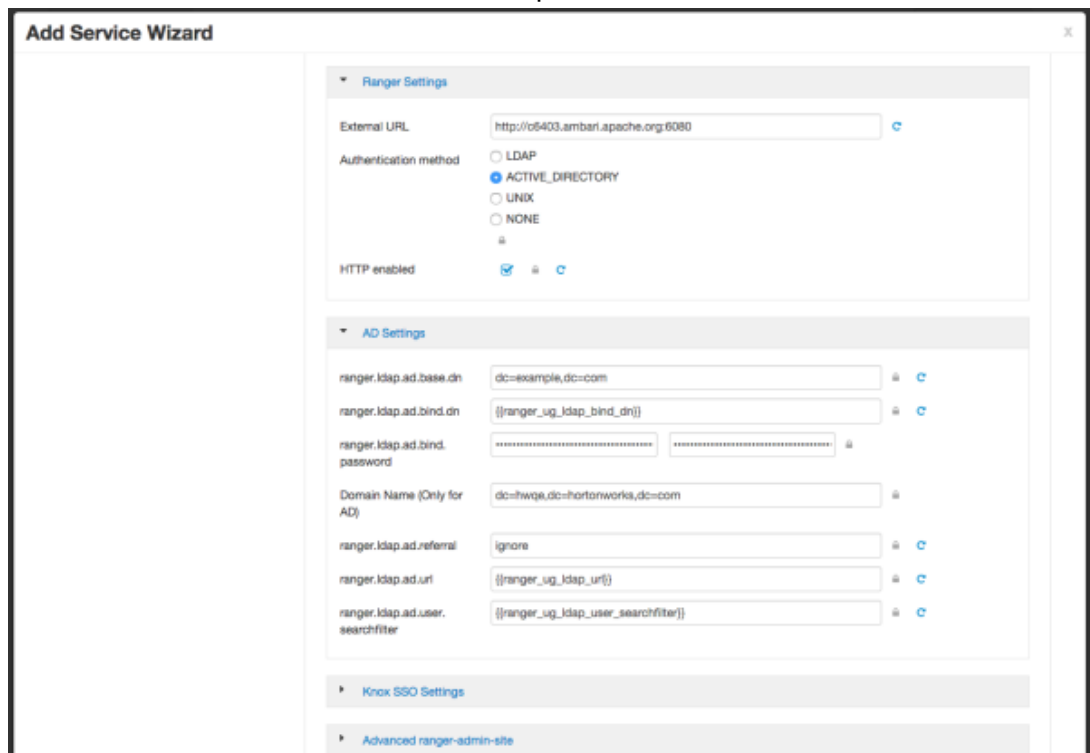 Add Service Wizard
X
Ranger Settings
External URL
http://c6403.ambari.apache.org:6080
Authentication method
LDAP
ACTIVE_DIRECTORY
UNIX
NONE
HTTP enabled
AD Settings
ranger.ldap.ad.base.dn
dc=example,dc=com
ranger.ldap.ad.bind.dn
{{ranger_ug_ldap_bind_dn}}
ranger.ldap.ad.bind.
password
Domain Name (Only for
AD)
dc=hwqe,dc=hortonworks,dc=com
ranger.ldap.ad.referral
ignore
ranger.ldap.ad.url
{{ranger_ug_ldap_url}}
ranger.ldap.ad.user.
searchfilter
{{ranger_ug_ldap_user_searchfilter}}
Knox SSO Settings
Advanced ranger-admin-site